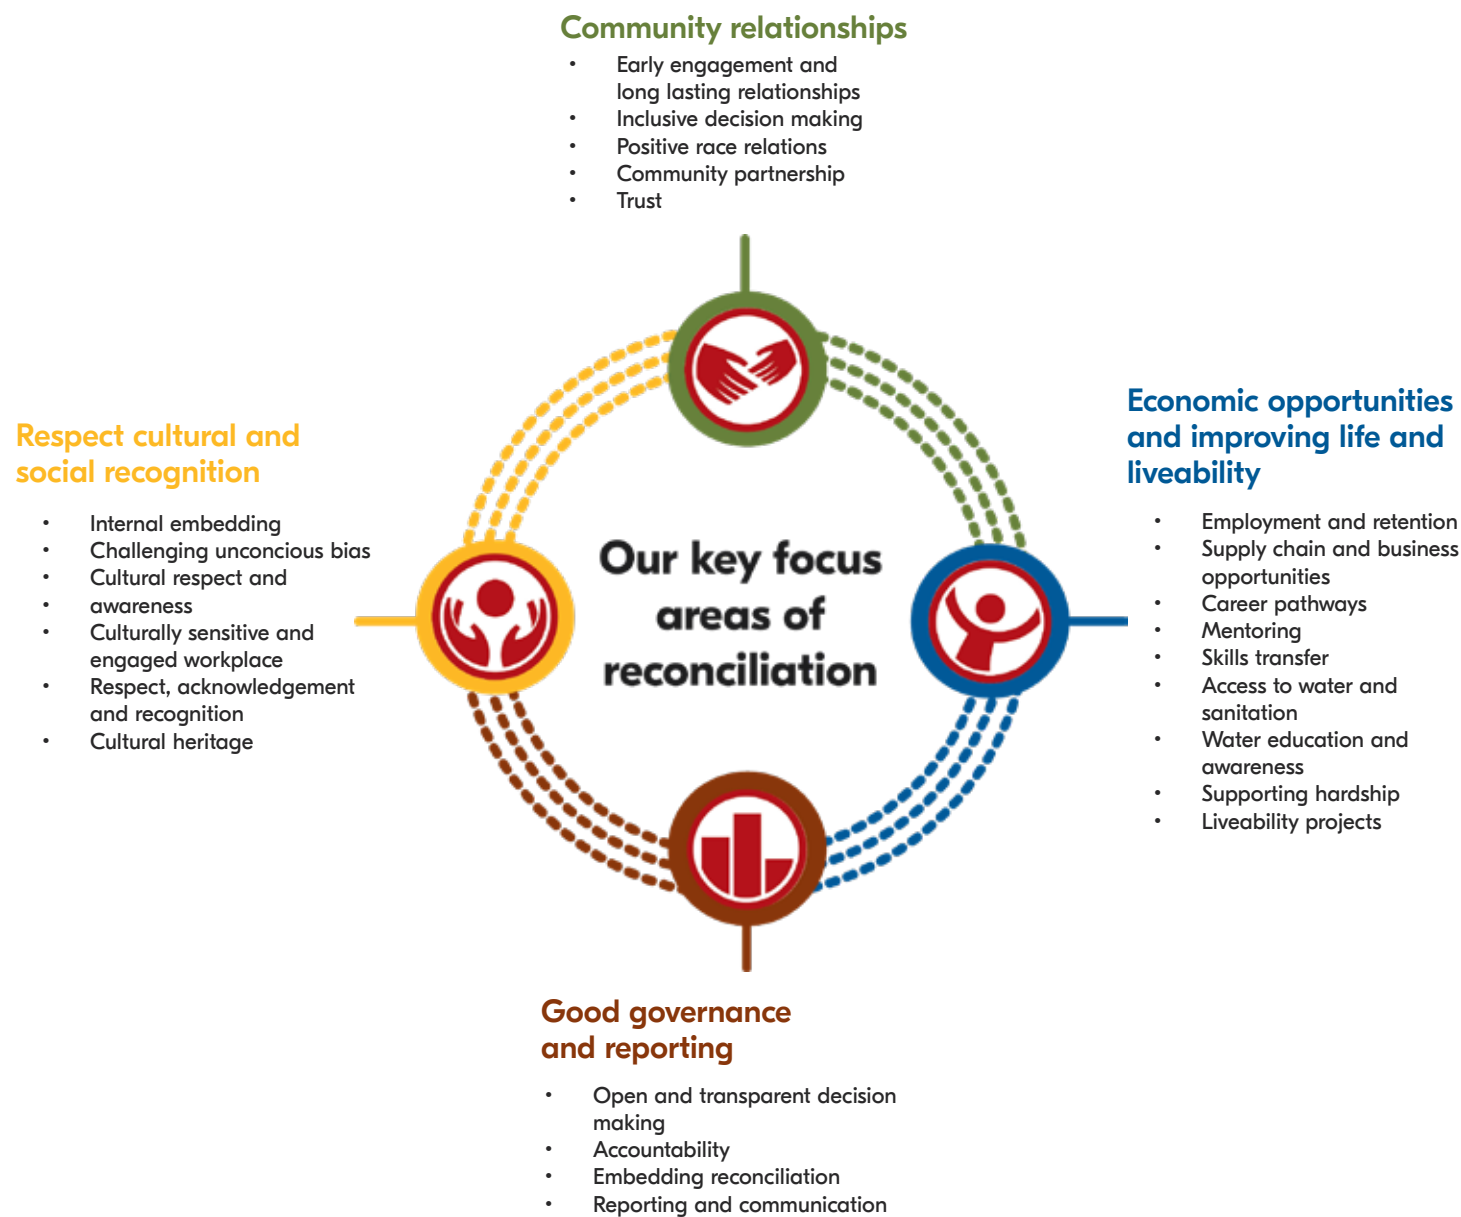 Community relationships
• Early engagement and
long lasting relationships
• Inclusive decision making
• Positive race relations
• Community partnership
• Trust
Economic opportunities
and improving life and
liveability
• Employment and retention
• Supply chain and business
opportunities
• Career pathways
• Mentoring
• Skills transfer
• Access to water and
sanitation
• Water education and
awareness
• Supporting hardship
• Liveability projects
Respect cultural and
social recognition
• Internal embedding
• Challenging unconcious bias
• Cultural respect and
• awareness
• Culturally sensitive and
engaged workplace
• Respect, acknowledgement
and recognition
• Cultural heritage
Our key focus
areas of
reconciliation
Good governance
and reporting
• Open and transparent decision
making
• Accountability
• Embedding reconciliation
• Reporting and communication